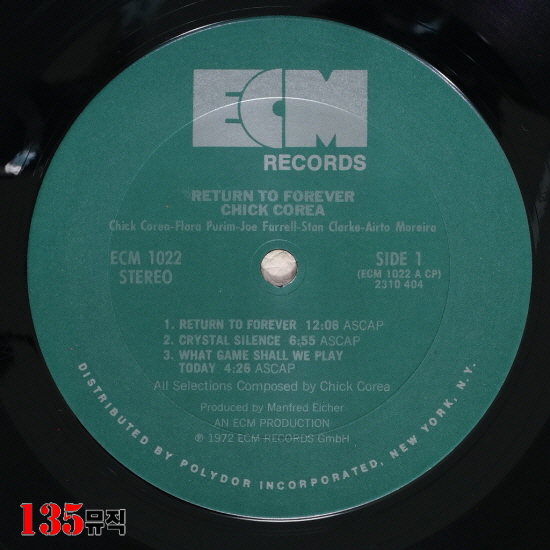 ECM
RECORDS
RETURN TO FOREVER
CHICK COREA
Chick Corea-Flora Purim-Joe Farrell-Stan Clarke-Airto Moreira
ECM 1022
STEREO
SIDE 1
(ECM 1022 A CP)
2310 404
1. RETURN TO FOREVER 12:06 ASCAP
2. CRYSTAL SILENCE 6:55 ASCAP
3. WHAT GAME SHALL WE PLAY
TODAY 4:26 ASCAP
All Selections Composed by Chick Corea
Produced by Manfred Eicher
AN ECM PRODUCTION
℗ 1972 ECM RECORDS GmbH
DISTRIBUTED BY POLYDOR INCORPORATED, NEW YORK, N.Y.
135뮤직